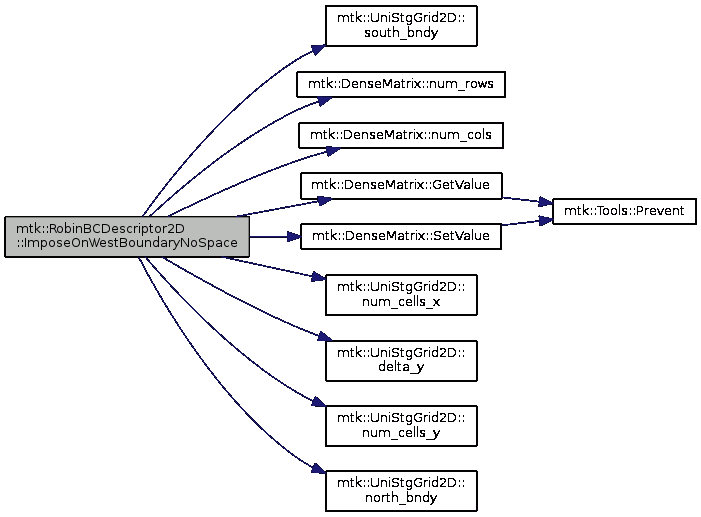 mtk::RobinBCDescriptor2D
::ImposeOnWestBoundaryNoSpace
mtk::UniStgGrid2D::
south_bndy
mtk::DenseMatrix::num_rows
mtk::DenseMatrix::num_cols
mtk::DenseMatrix::GetValue
mtk::DenseMatrix::SetValue
mtk::Tools::Prevent
mtk::UniStgGrid2D::
num_cells_x
mtk::UniStgGrid2D::
delta_y
mtk::UniStgGrid2D::
num_cells_y
mtk::UniStgGrid2D::
north_bndy